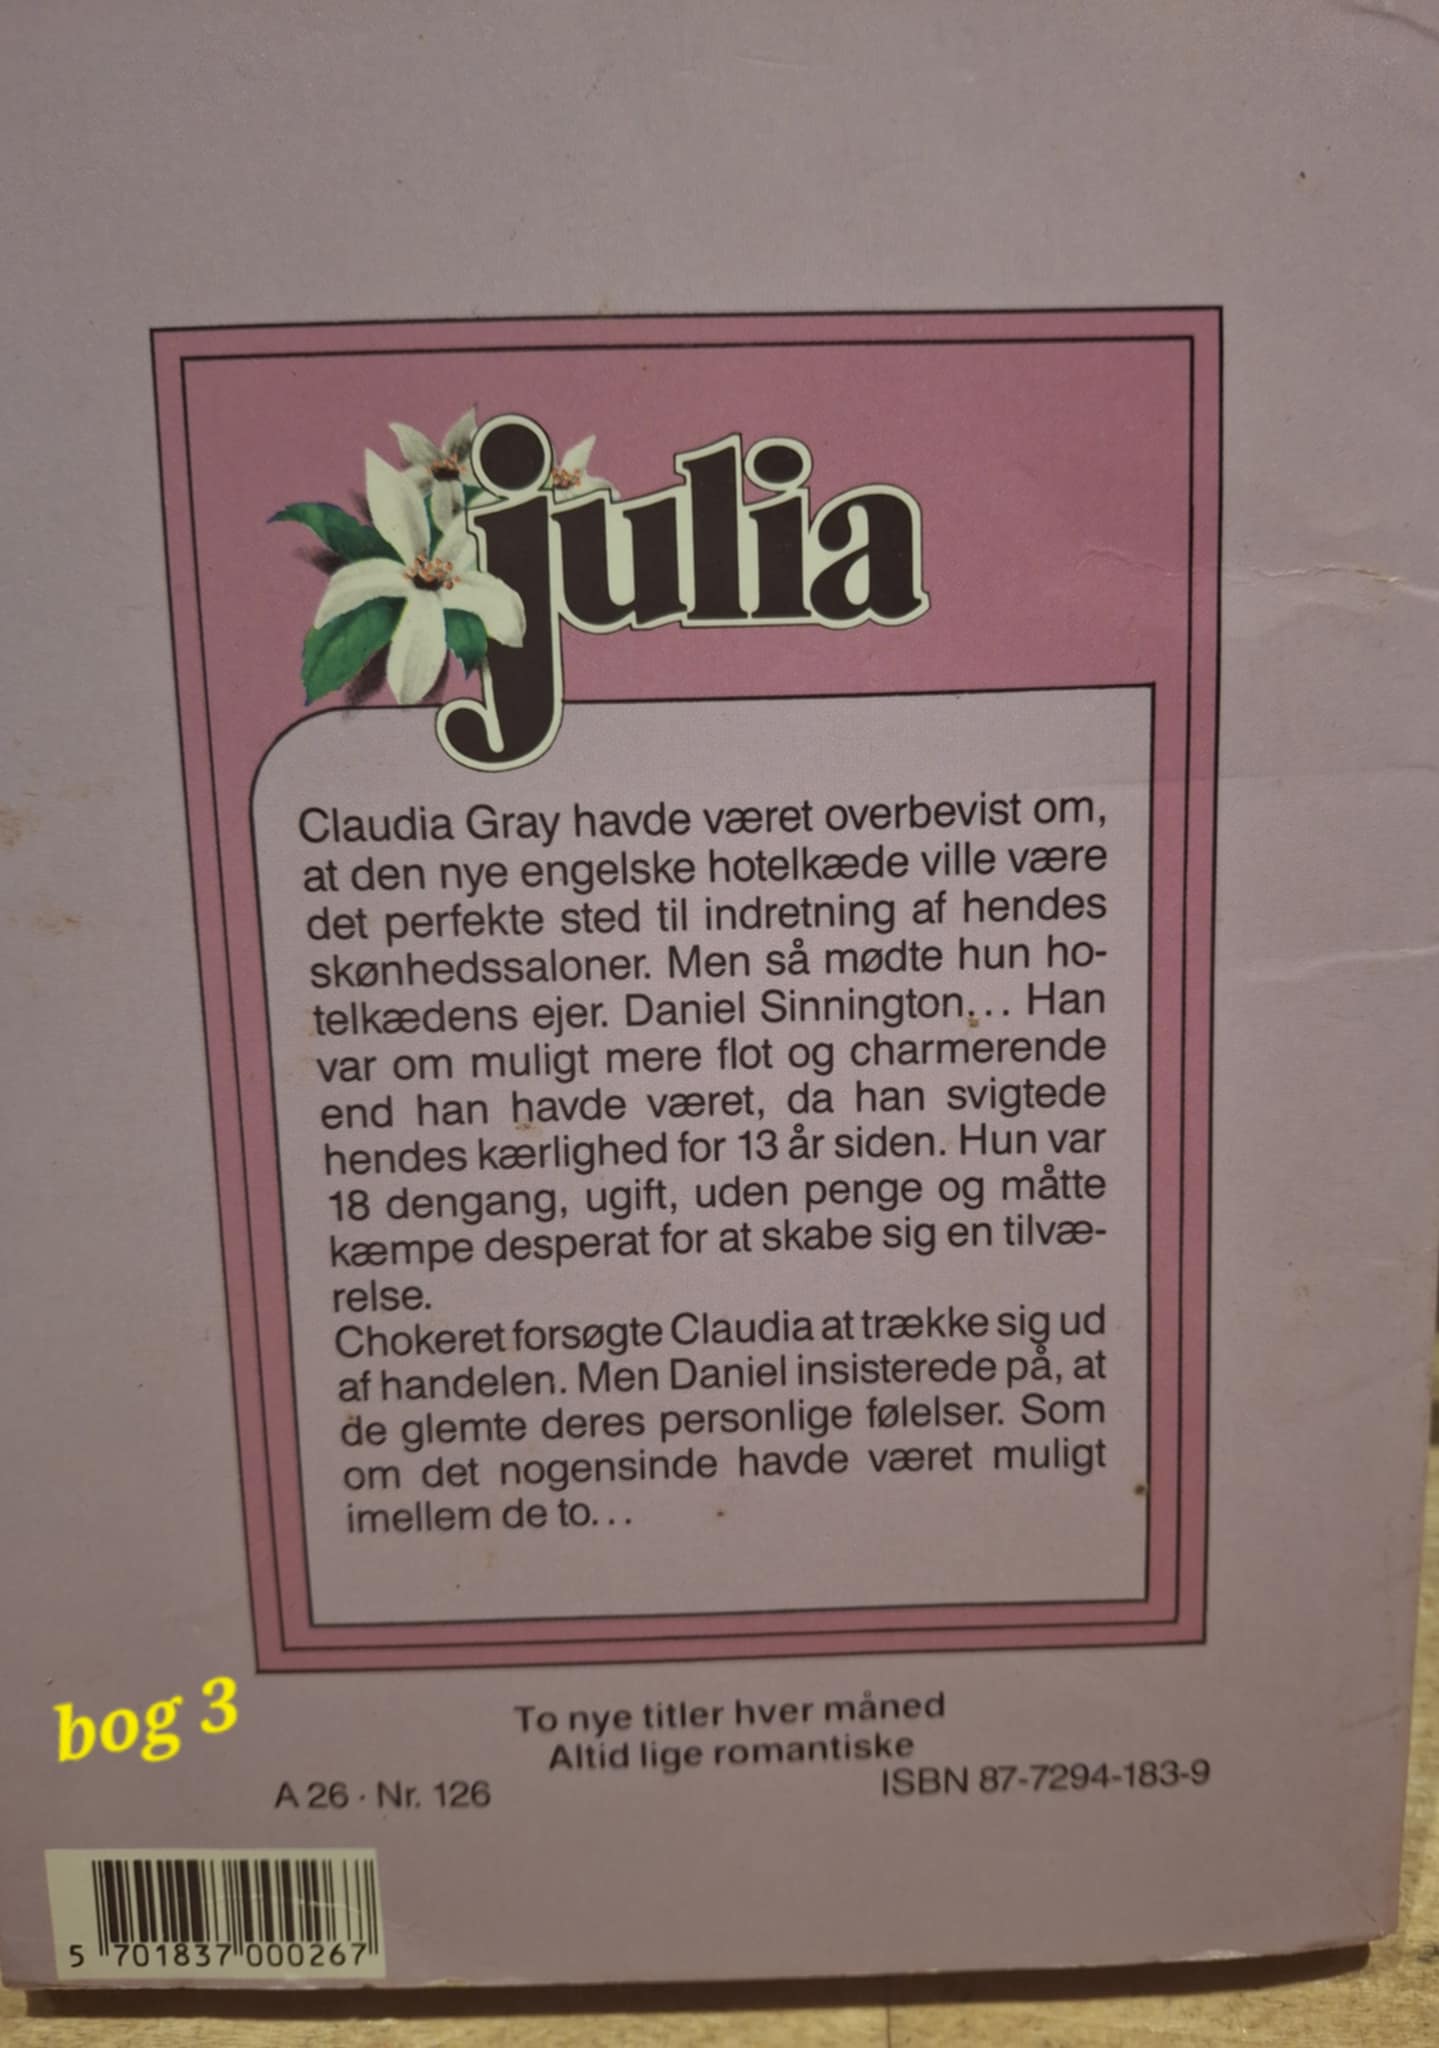 julia
Claudia Gray havde været overbevist om,
at den nye engelske hotelkæde ville være
det perfekte sted til indretning af hendes
skønhedssaloner. Men så mødte hun ho-
telkædens ejer. Daniel Sinnington... Han
var om muligt mere flot og charmerende
end han havde været, da han svigtede
hendes kærlighed for 13 år siden. Hun var
18 dengang, ugift, uden penge og måtte
kæmpe desperat for at skabe sig en tilvæ-
relse.
Chokeret forsøgte Claudia at trække sig ud
af handelen. Men Daniel insisterede på, at
de glemte deres personlige følelser. Som
om det nogensinde havde været muligt
imellem de to...
bog 3
To nye titler hver måned
Altid lige romantiske
A 26 · Nr. 126
ISBN 87-7294-183-9
5 701837 000267